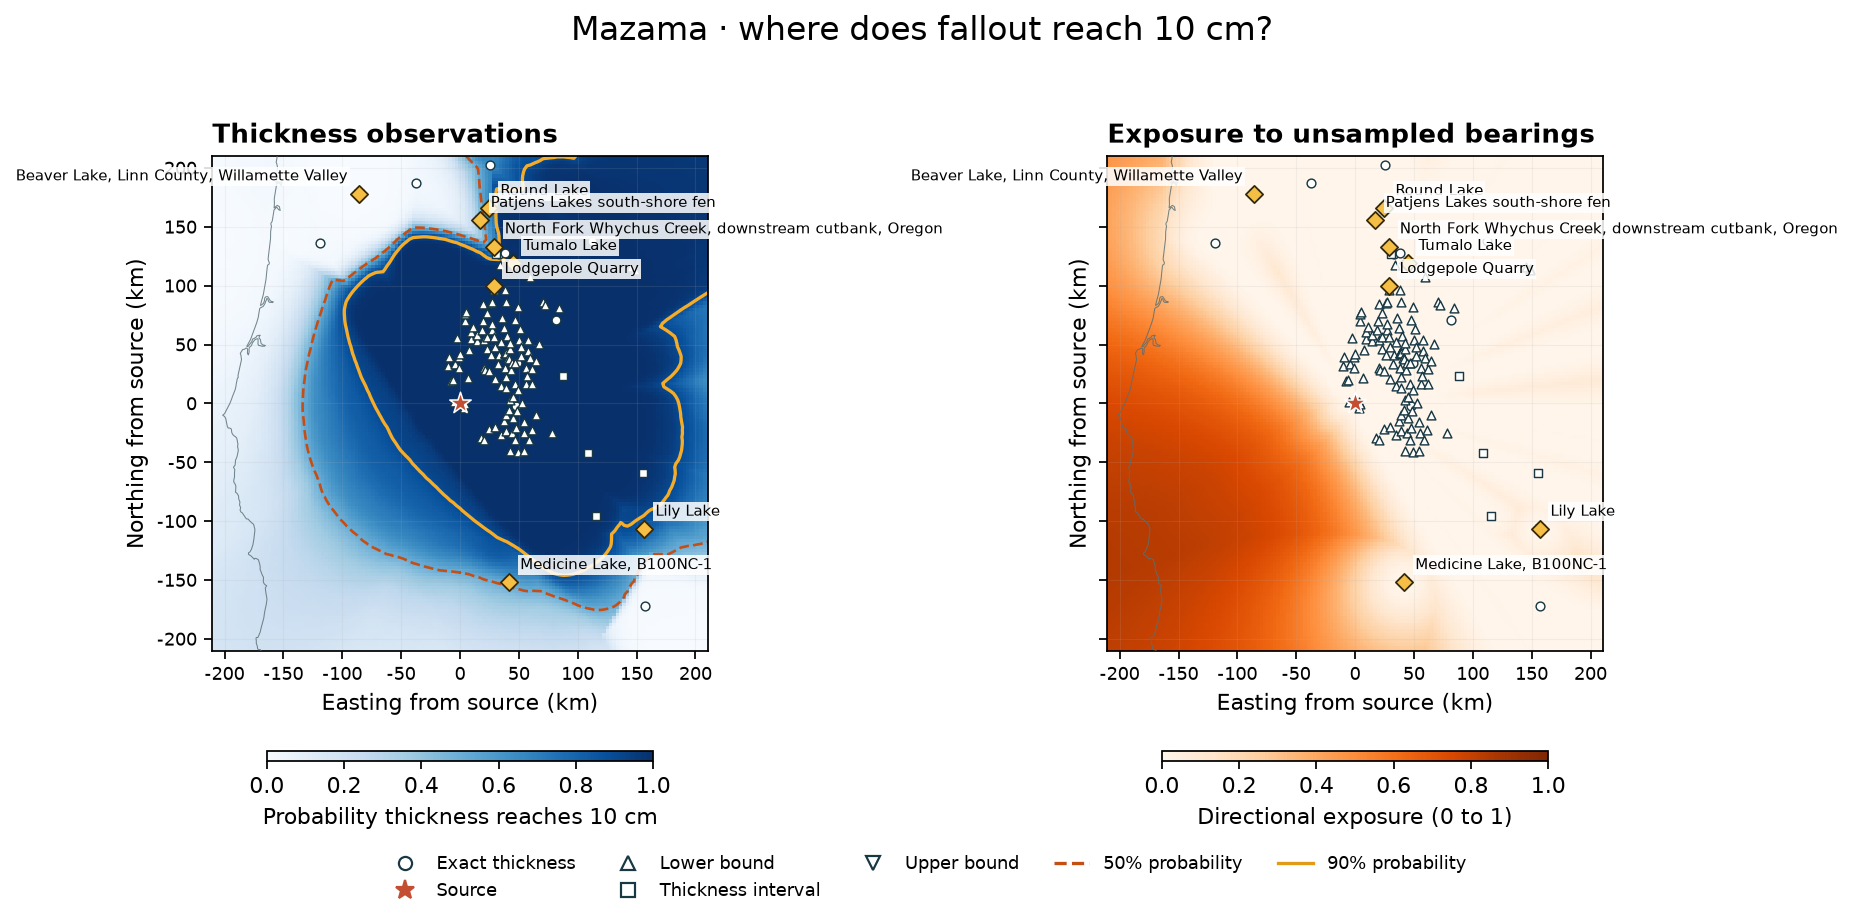 Mazama · where does fallout reach 10 cm?
Thickness observations
Exposure to unsampled bearings
Beaver Lake, Linn County, Willamette Valley
Round Lake
Patjens Lakes south-shore fen
North Fork Whychus Creek, downstream cutbank, Oregon
Tumalo Lake
Lodgepole Quarry
Lily Lake
Medicine Lake, B100NC-1
Northing from source (km)
200
150
100
50
0
-50
-100
-150
-200
-200 -150 -100 -50 0 50 100 150 200
Easting from source (km)
0.0 0.2 0.4 0.6 0.8 1.0
Probability thickness reaches 10 cm
Beaver Lake, Linn County, Willamette Valley
Round Lake
Patjens Lakes south-shore fen
North Fork Whychus Creek, downstream cutbank, Oregon
Tumalo Lake
Lodgepole Quarry
Lily Lake
Medicine Lake, B100NC-1
Northing from source (km)
-200 -150 -100 -50 0 50 100 150 200
Easting from source (km)
0.0 0.2 0.4 0.6 0.8 1.0
Directional exposure (0 to 1)
Exact thickness
Lower bound
Upper bound
50% probability
90% probability
Source
Thickness interval